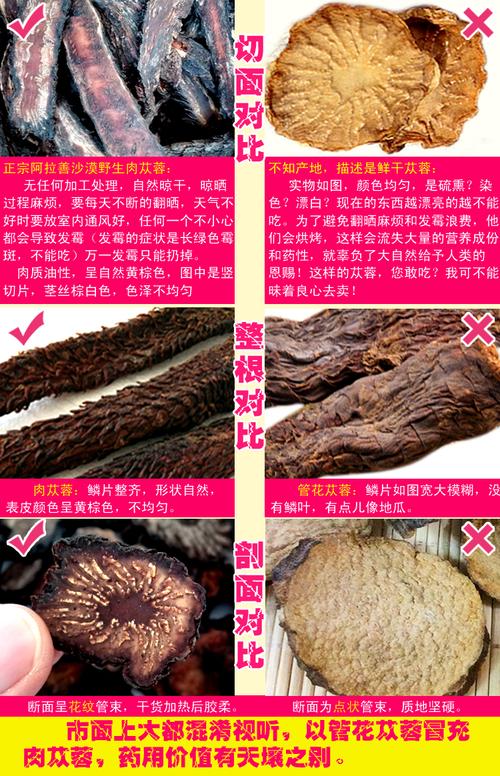 切面对比
正宗阿拉善沙漠野生肉苁蓉:
无任何加工处理，自然晾干，晾晒
过程麻烦，要每天不断的翻晒，天气不
好时要放室内通风好，任何一个不小心
都会导致发霉（发霉的症状是长绿色霉
斑，不能吃）万一发霉只能扔掉。
肉质油性，呈自然黄棕色，图中是竖
切片，茎丝棕白色，色泽不均匀
不知产地，描述是鲜干苁蓉:
实物如图，颜色均匀，是硫熏？染
色？漂白？现在的东西越漂亮的越不能
吃。为了避免翻晒麻烦和发霉浪费，他
们会烘烤，这样会流失大量的营养成份
和药性，就辜负了大自然给予人类的
恩赐！这样的苁蓉，您敢吃？我可不能
昧着良心去卖！
整根对比
肉苁蓉：鳞片整齐，形状自然，
表皮颜色呈黄棕色，不均匀。
管花苁蓉：鳞片如图宽大模糊，没
有鳞叶，有点儿像地瓜。
剖面对比
断面呈花纹管束，干货加热后胶柔。
断面为点状管束，质地坚硬。
市面上大都混淆视听，以管花苁蓉冒充
肉苁蓉，药用价值有天壤之别。